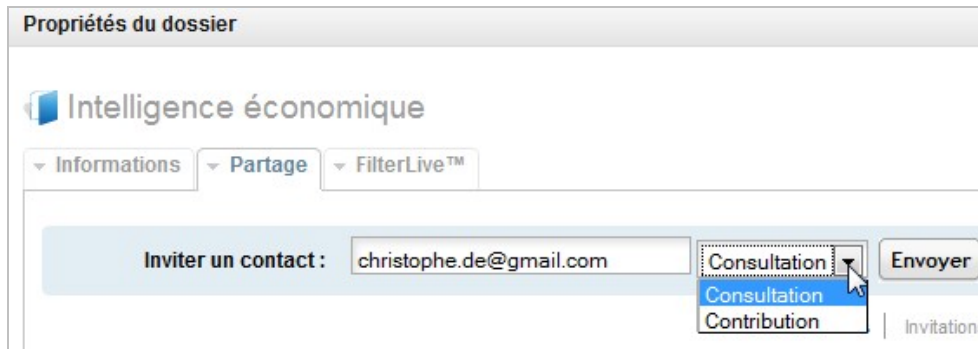 Propriétés du dossier
Intelligence économique
Informations Partage FilterLive™
Inviter un contact : christophe.de@gmail.com Consultation Envoyer
Consultation
Contribution
Invitation